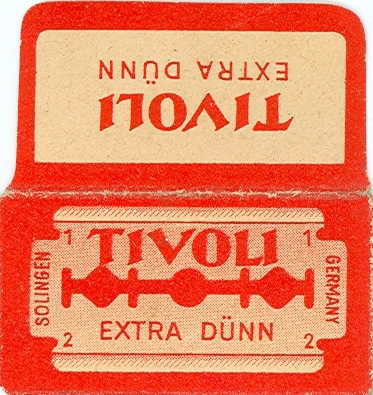 TIVOLI
EXTRA DÜNN
1 TIVOLI 1
SOLINGEN
GERMANY
EXTRA DÜNN
2 2